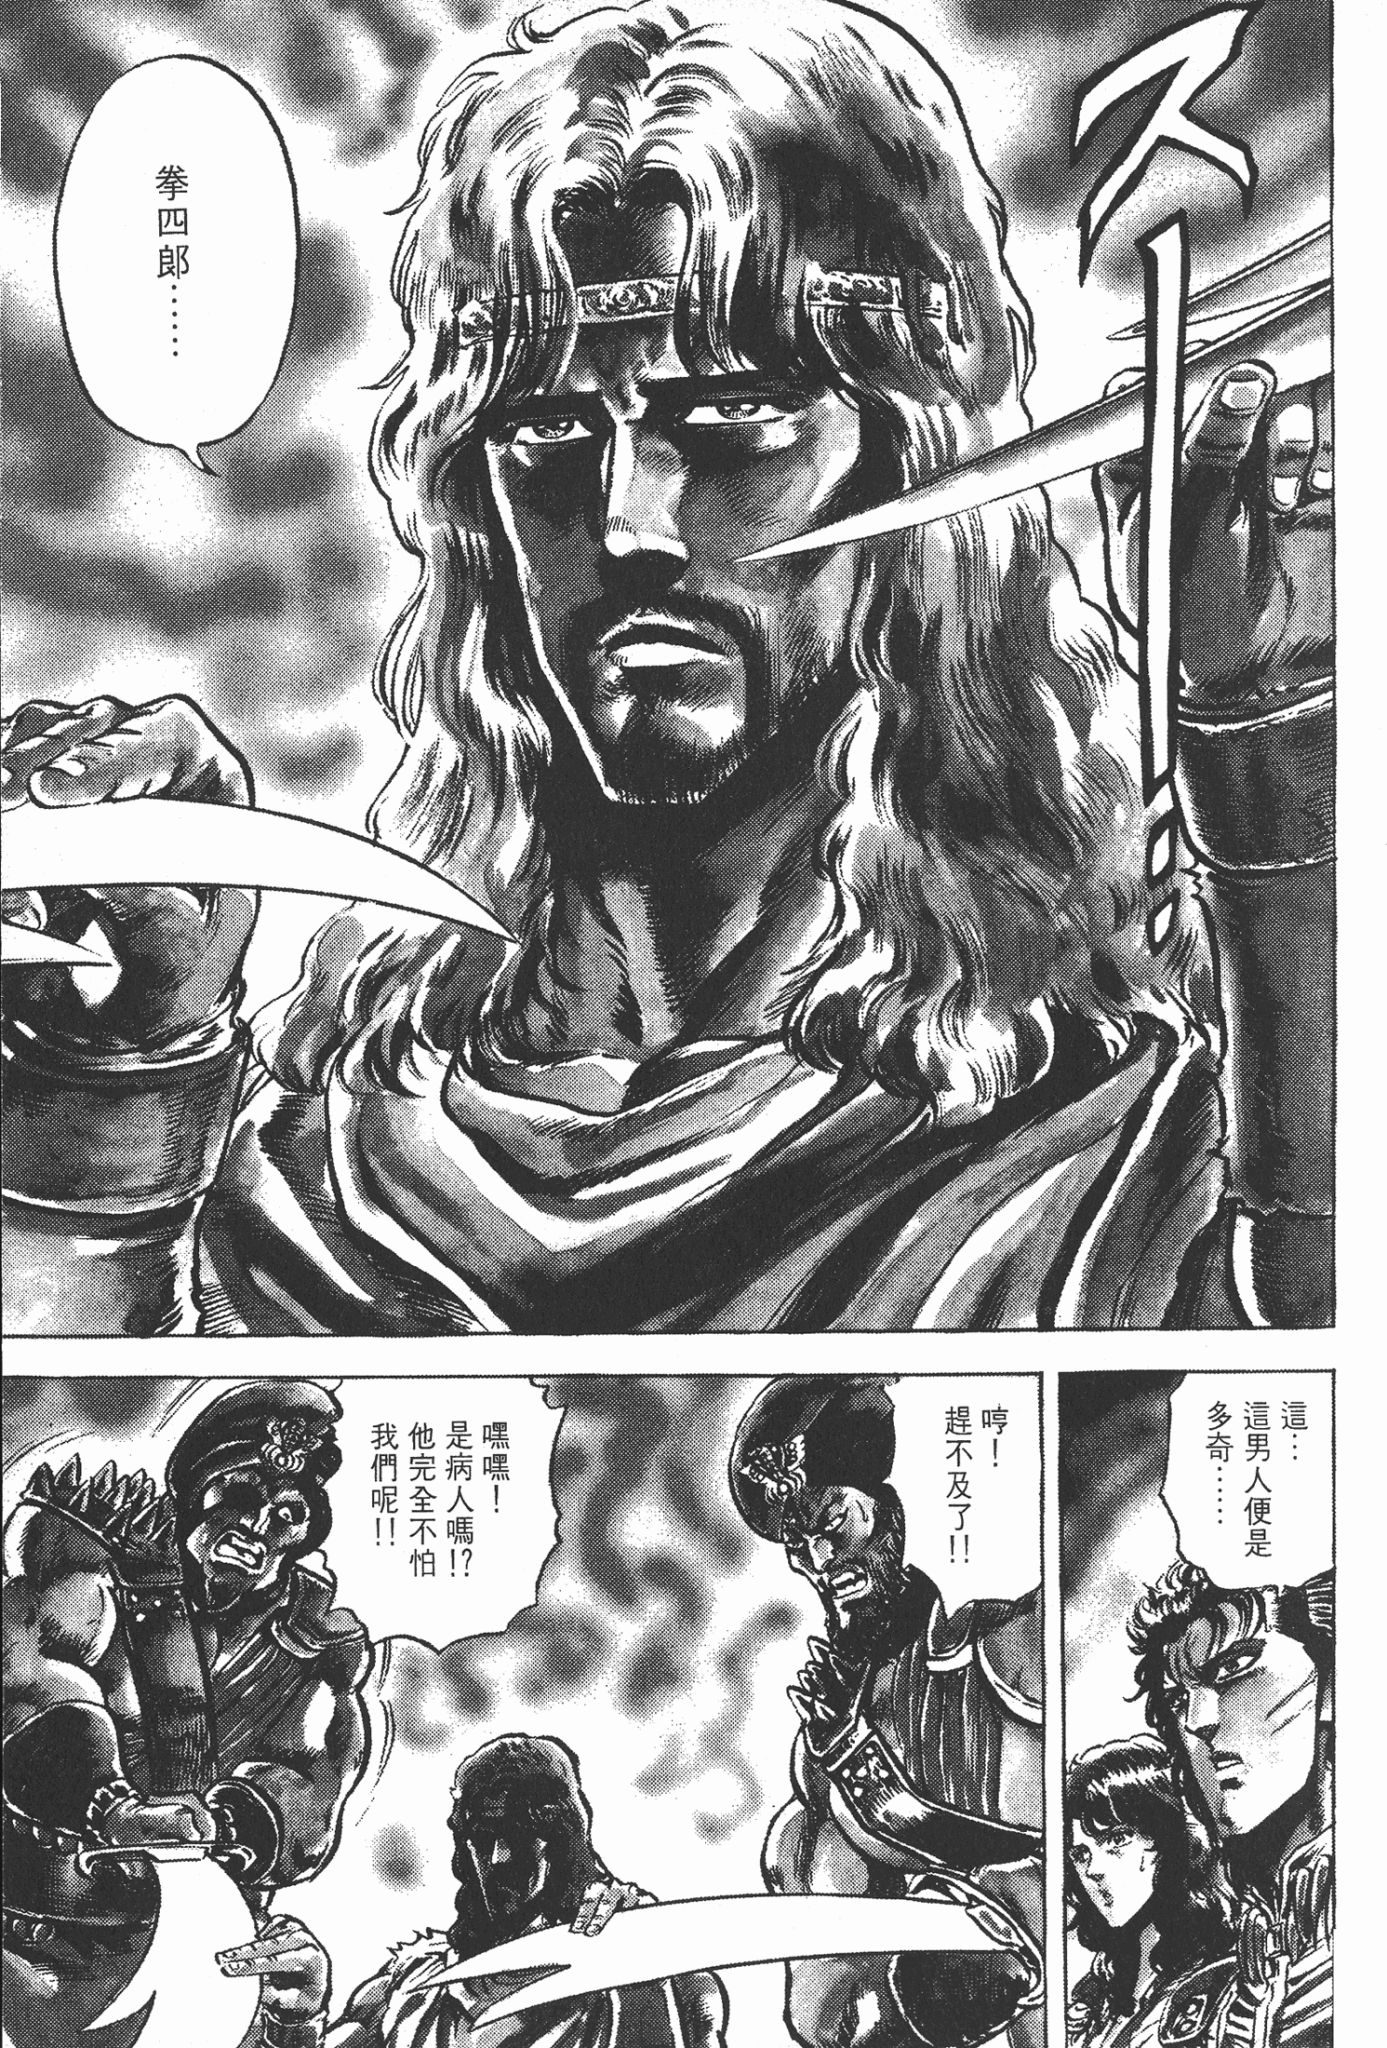 スー
拳四郎……
這…
這男人便是
多奇……
哼！
趕不及了！！
嘿嘿！
是病人嗎！？
他完全不怕
我們呢！！